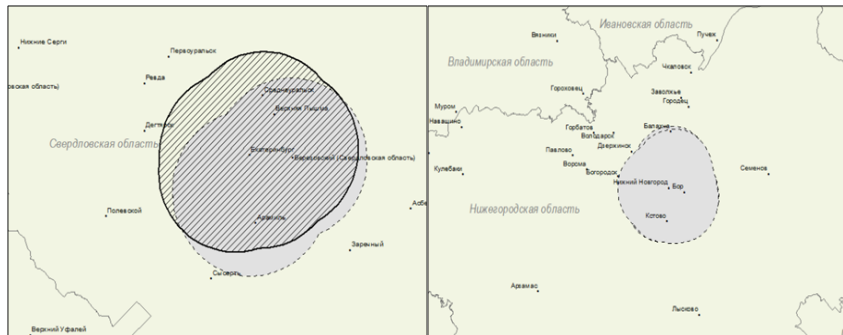 Нижние Серги
Первоуральск
Ревда
овская область)
Среднеуральск
Верхняя Пышма
Дегтярск
Свердловская область
Екатеринбург
Березовский (Свердловская область)
Полевской
Арамиль
Асбе
Заречный
Сысерть
Верхний Уфалей
Ивановская область
Вязники
Пучеж
Владимирская область
Чкаловск
Гороховец
Заволжье
Городец
Муром
Навашино
Горбатов
Володарск
Балахна
Дзержинск
Павлово
Ворсма
Богородск
Кулебаки
Семенов
Нижний Новгород
Бор
Нижегородская область
Кстово
Арзамас
Лысково